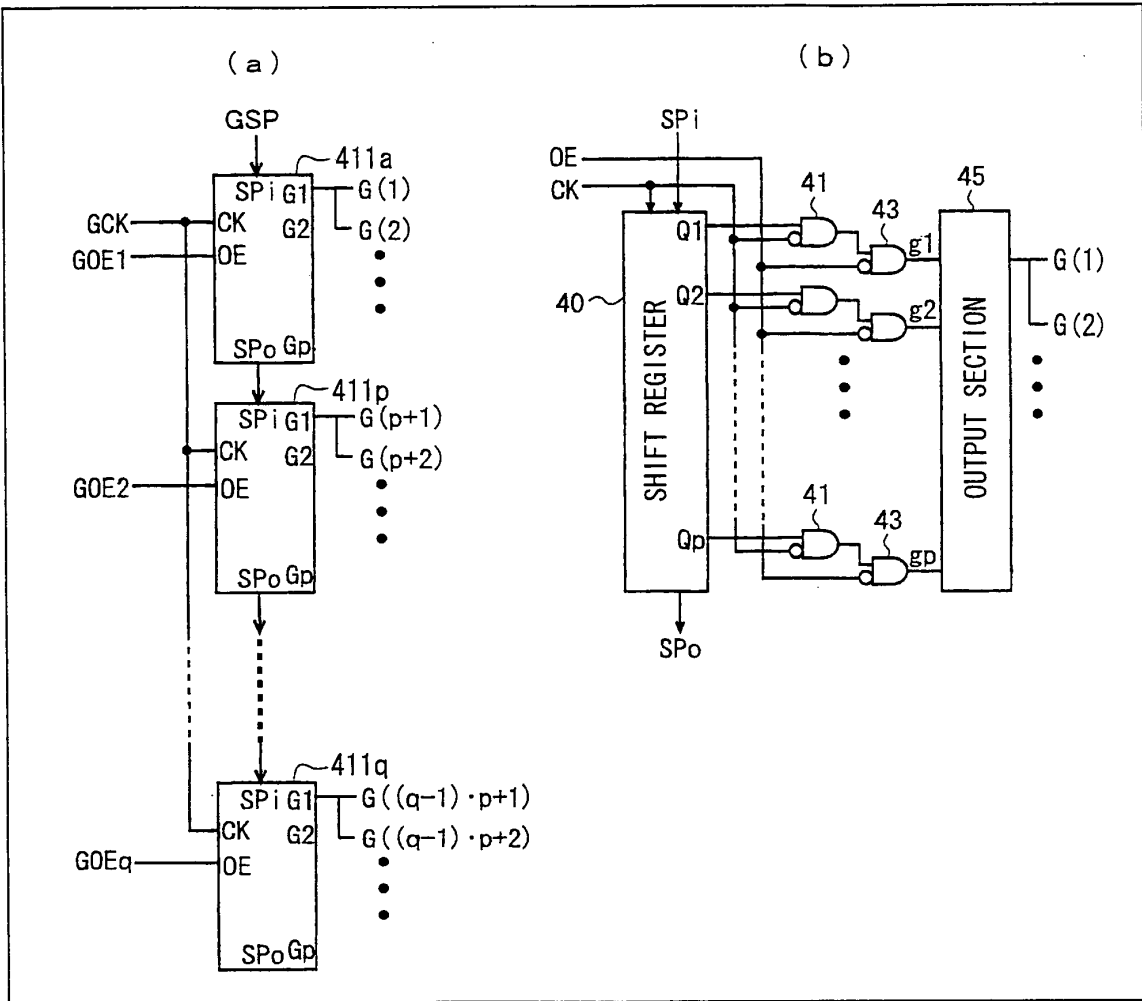 (a)
GSP
411a
SPi G1 G(1)
GCK CK G2 G(2)
GOE1 OE
SPo Gp
411p
SPi G1 G(p+1)
CK G2 G(p+2)
GOE2 OE
SPo Gp
411q
SPi G1 G((q-1)·p+1)
CK G2 G((q-1)·p+2)
GOEq OE
SPo Gp
(b)
SPi
OE
CK
41
43
45
Q1
g1
G(1)
40
Q2
g2
G(2)
SHIFT REGISTER
OUTPUT SECTION
41
43
Qp
gp
SPo